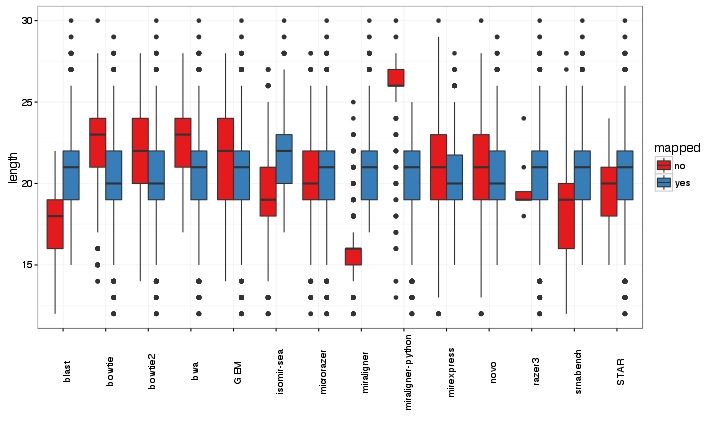 30
25
20
15
length
blast
bowtie
bowtie2
bwa
GEM
isomir-sea
microrazer
miraligner
miraligner-python
mirexpress
novo
razer3
srnabench
STAR
mapped
no
yes